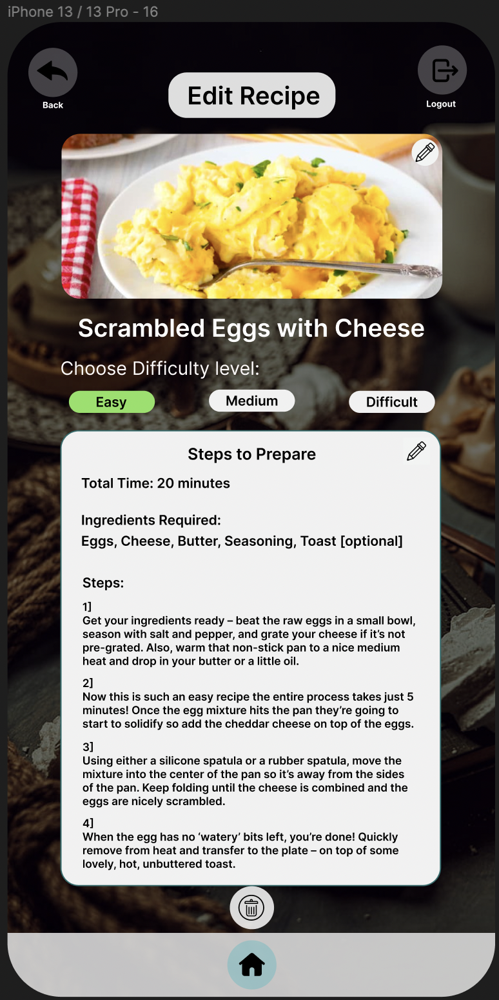 iPhone 13 / 13 Pro - 16
Back
Edit Recipe
Logout
Scrambled Eggs with Cheese
Choose Difficulty level:
Easy
Medium
Difficult
Steps to Prepare
Total Time: 20 minutes
Ingredients Required:
Eggs, Cheese, Butter, Seasoning, Toast [optional]
Steps:
1]
Get your ingredients ready – beat the raw eggs in a small bowl,
season with salt and pepper, and grate your cheese if it’s not
pre-grated. Also, warm that non-stick pan to a nice medium
heat and drop in your butter or a little oil.
2]
Now this is such an easy recipe the entire process takes just 5
minutes! Once the egg mixture hits the pan they’re going to
start to solidify so add the cheddar cheese on top of the eggs.
3]
Using either a silicone spatula or a rubber spatula, move the
mixture into the center of the pan so it’s away from the sides
of the pan. Keep folding until the cheese is combined and the
eggs are nicely scrambled.
4]
When the egg has no ‘watery’ bits left, you’re done! Quickly
remove from heat and transfer to the plate – on top of some
lovely, hot, unbuttered toast.